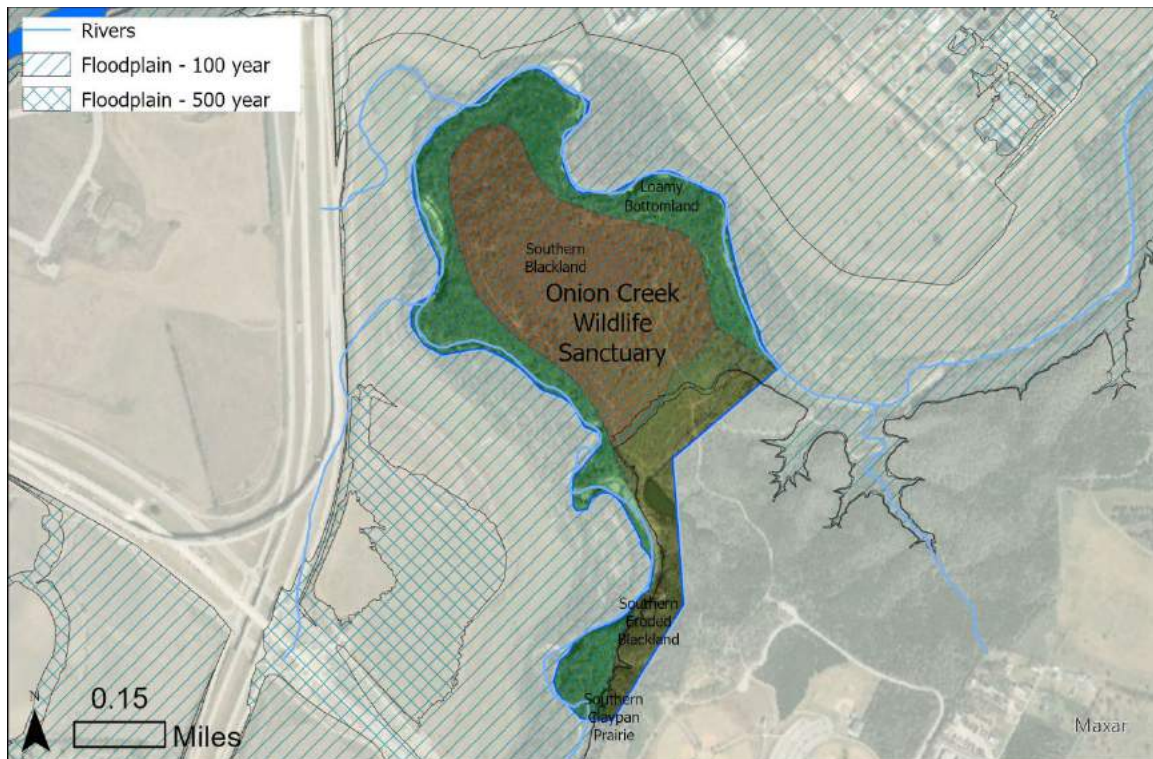 Rivers
Floodplain - 100 year
Floodplain - 500 year
Loamy
Bottomland
Southern
Blackland
Onion Creek
Wildlife
Sanctuary
Southern
Eroded
Blackland
Southern
Claypan
Prairie
N
0.15
Miles
Maxar